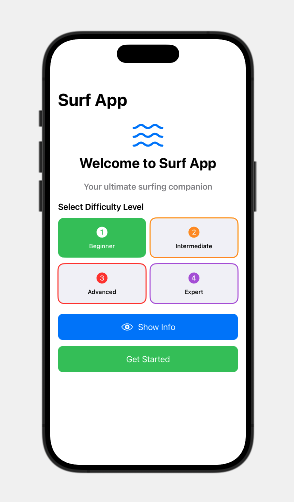 Surf App
Welcome to Surf App
Your ultimate surfing companion
Select Difficulty Level
1
Beginner
2
Intermediate
3
Advanced
4
Expert
Show Info
Get Started